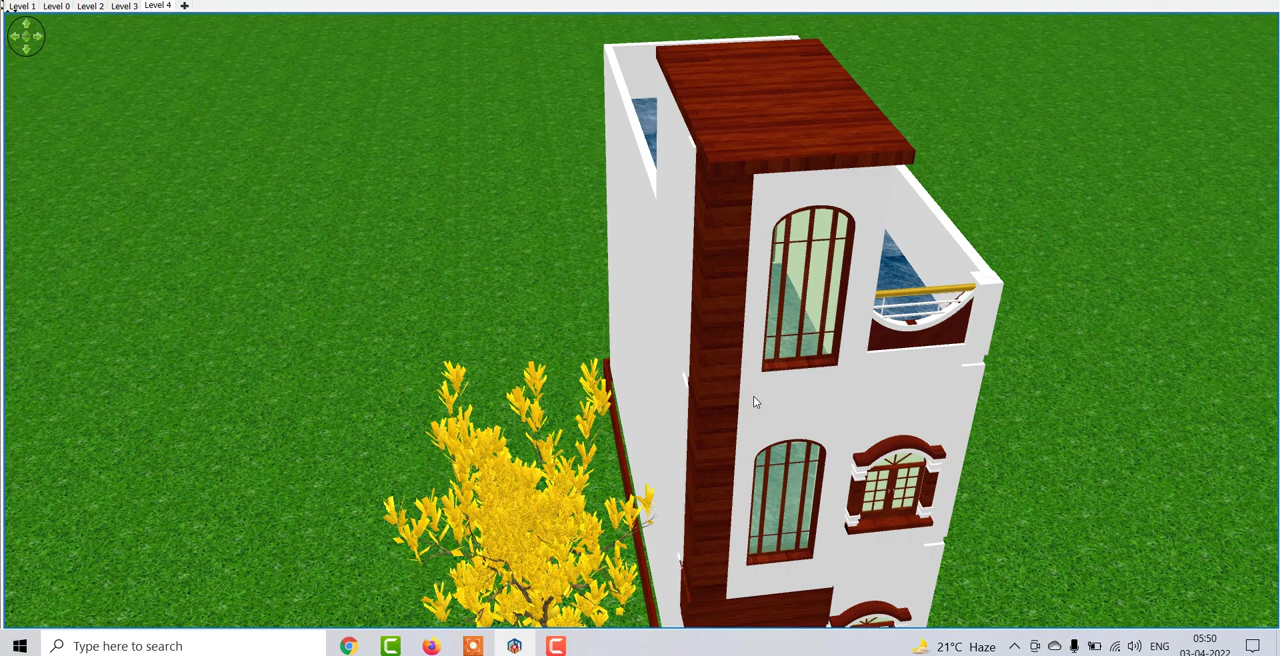 Level 1 Level 0 Level 2 Level 3 Level 4
Type here to search
21°C Haze
ENG
05:50
03-04-2022